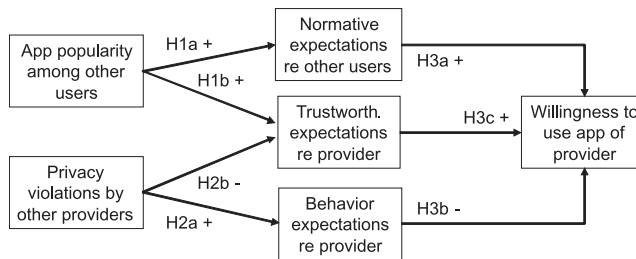 App popularity
among other
users
H1a +
H1b +
Normative
expectations
re other users
H3a +
Trustworth.
expectations
re provider
H3c +
Willingness to
use app of
provider
Privacy
violations by
other providers
H2b -
H2a +
Behavior
expectations
re provider
H3b -